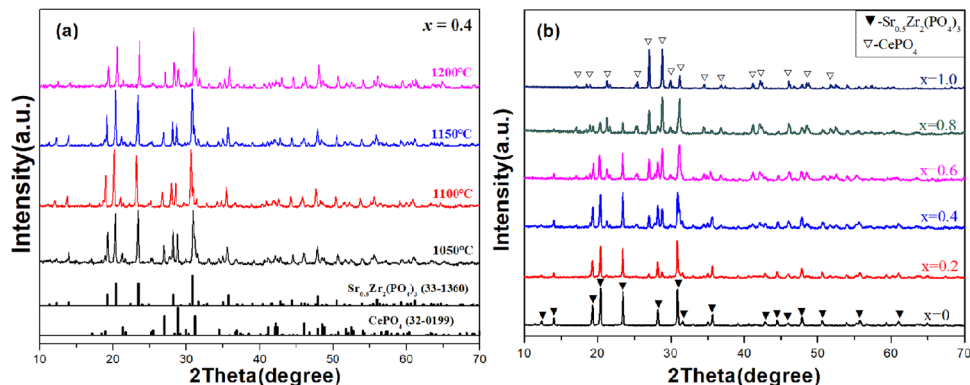 (a)
x = 0.4
1200°C
1150°C
1100°C
1050°C
Sr0.5Zr2(PO4)3 (33-1360)
CePO4 (32-0199)
Intensity(a.u.)
10 20 30 40 50 60 70
2Theta(degree)
(b)
▼-Sr0.5Zr2(PO4)3
▽-CePO4
x=1.0
x=0.8
x=0.6
x=0.4
x=0.2
x=0
Intensity(a.u.)
10 20 30 40 50 60 70
2Theta(degree)